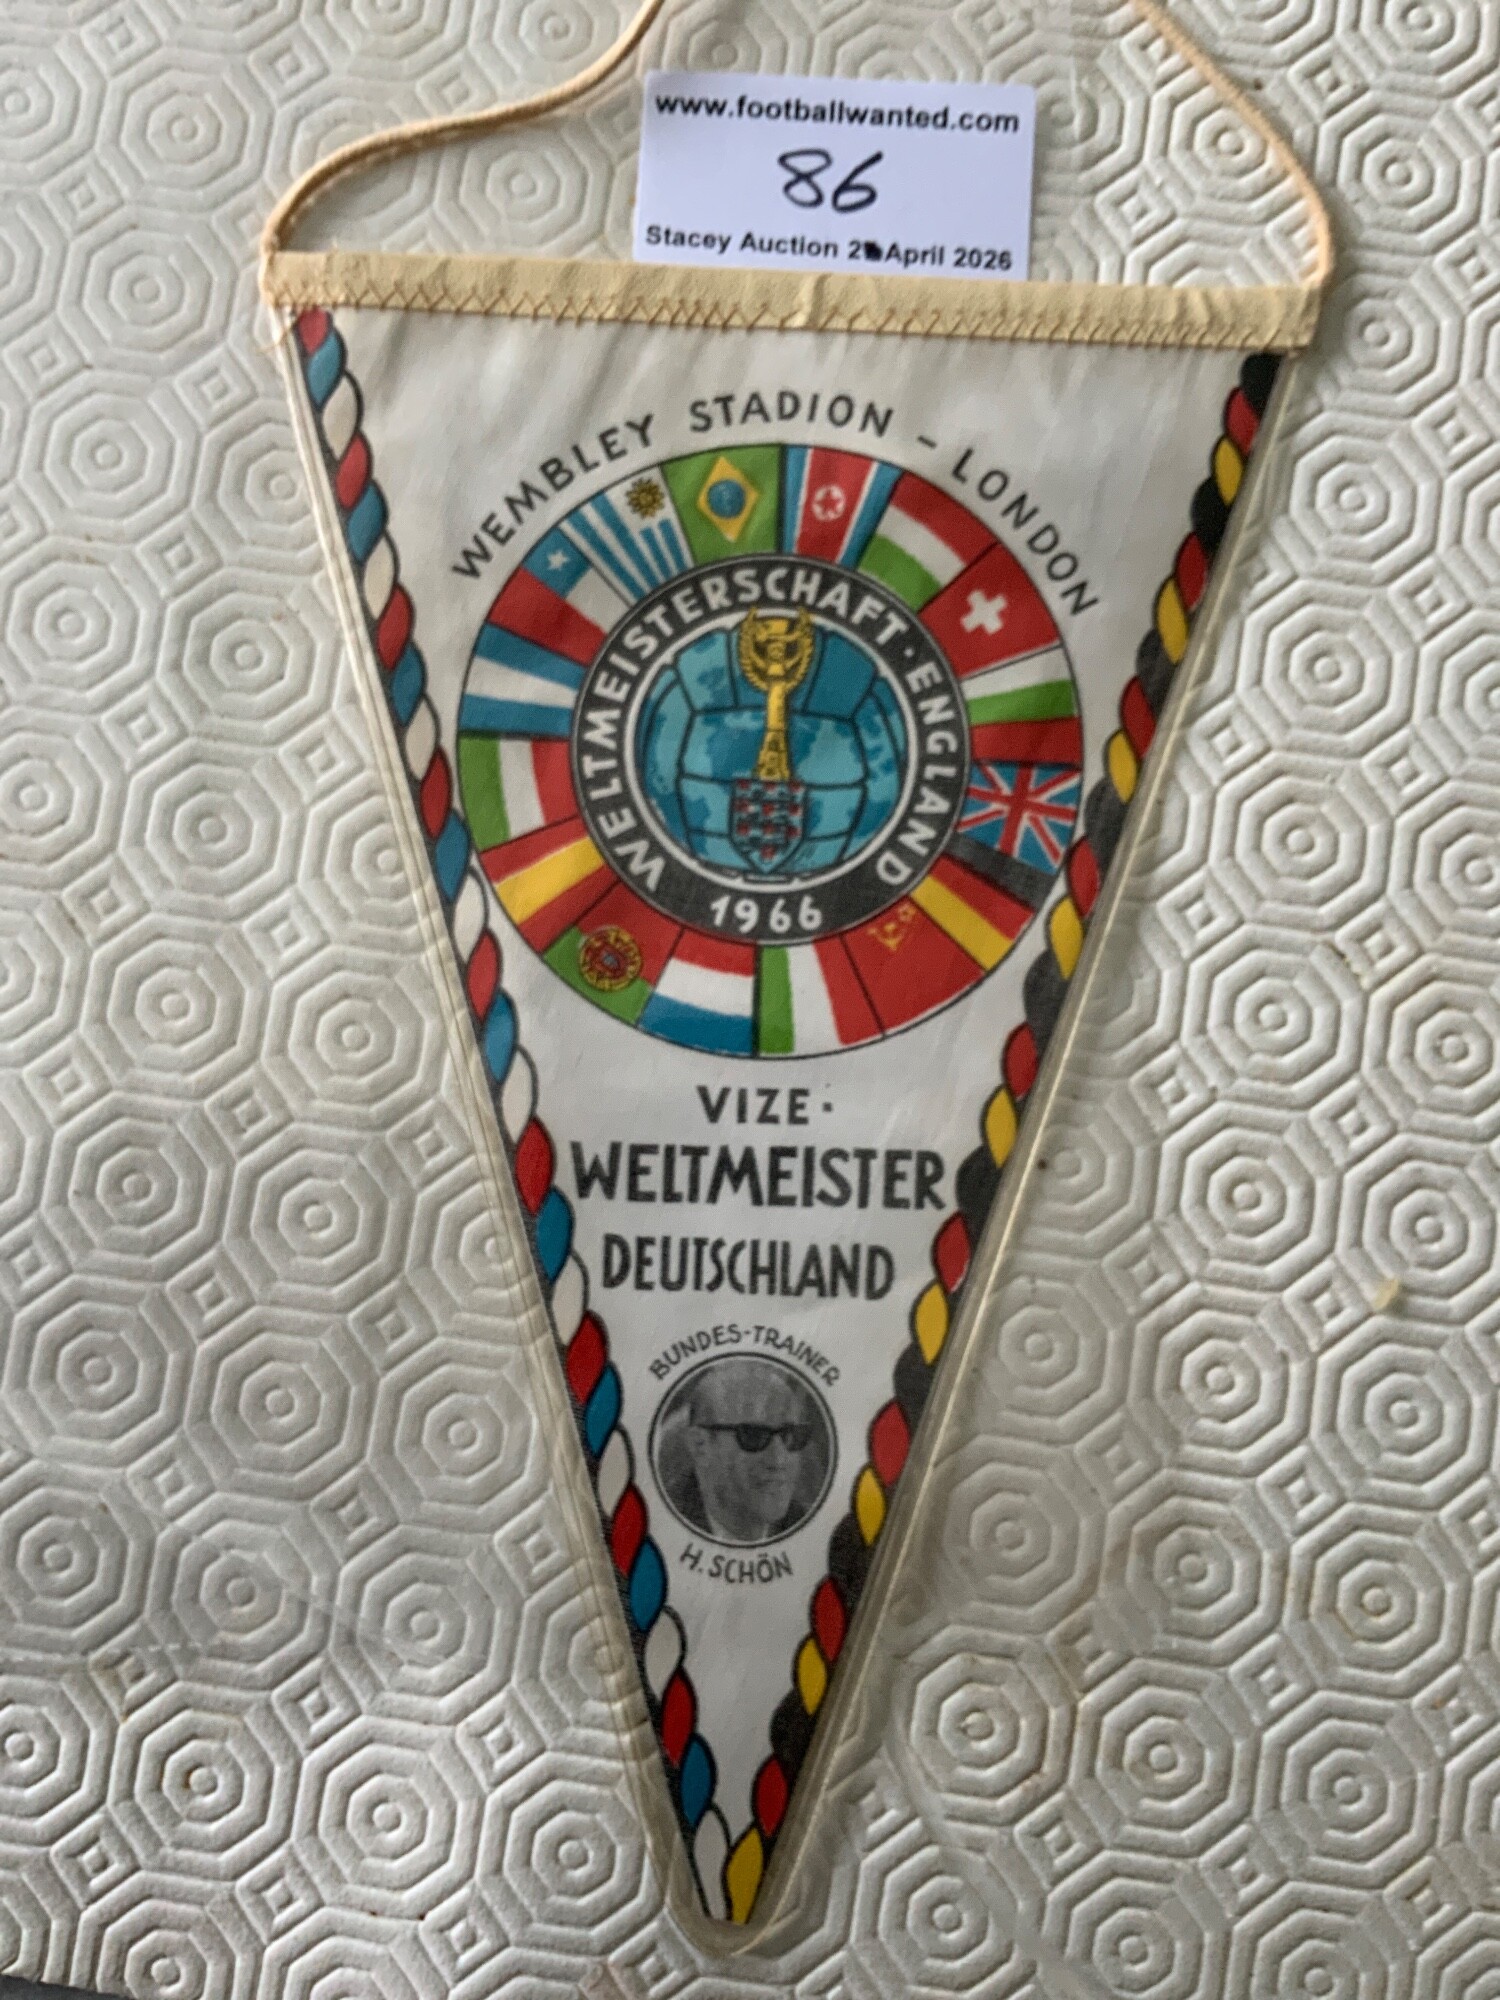 www.footballwanted.com
86
Stacey Auction 2 April 2026
WEMBLEY STADION - LONDON
WELTMEISTERSCHAFT · ENGLAND
1966
VIZE·
WELTMEISTER
DEUTSCHLAND
BUNDES-TRAINER
H. SCHÖN